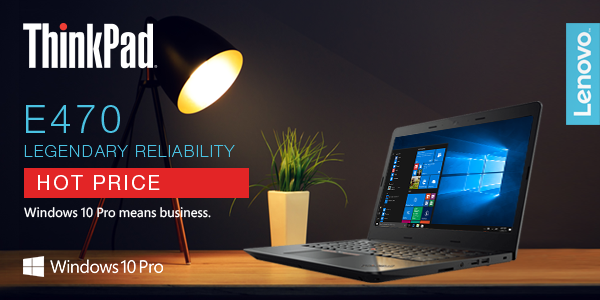 ThinkPad
Lenovo
E470
LEGENDARY RELIABILITY
HOT PRICE
Windows 10 Pro means business.
Windows 10 Pro